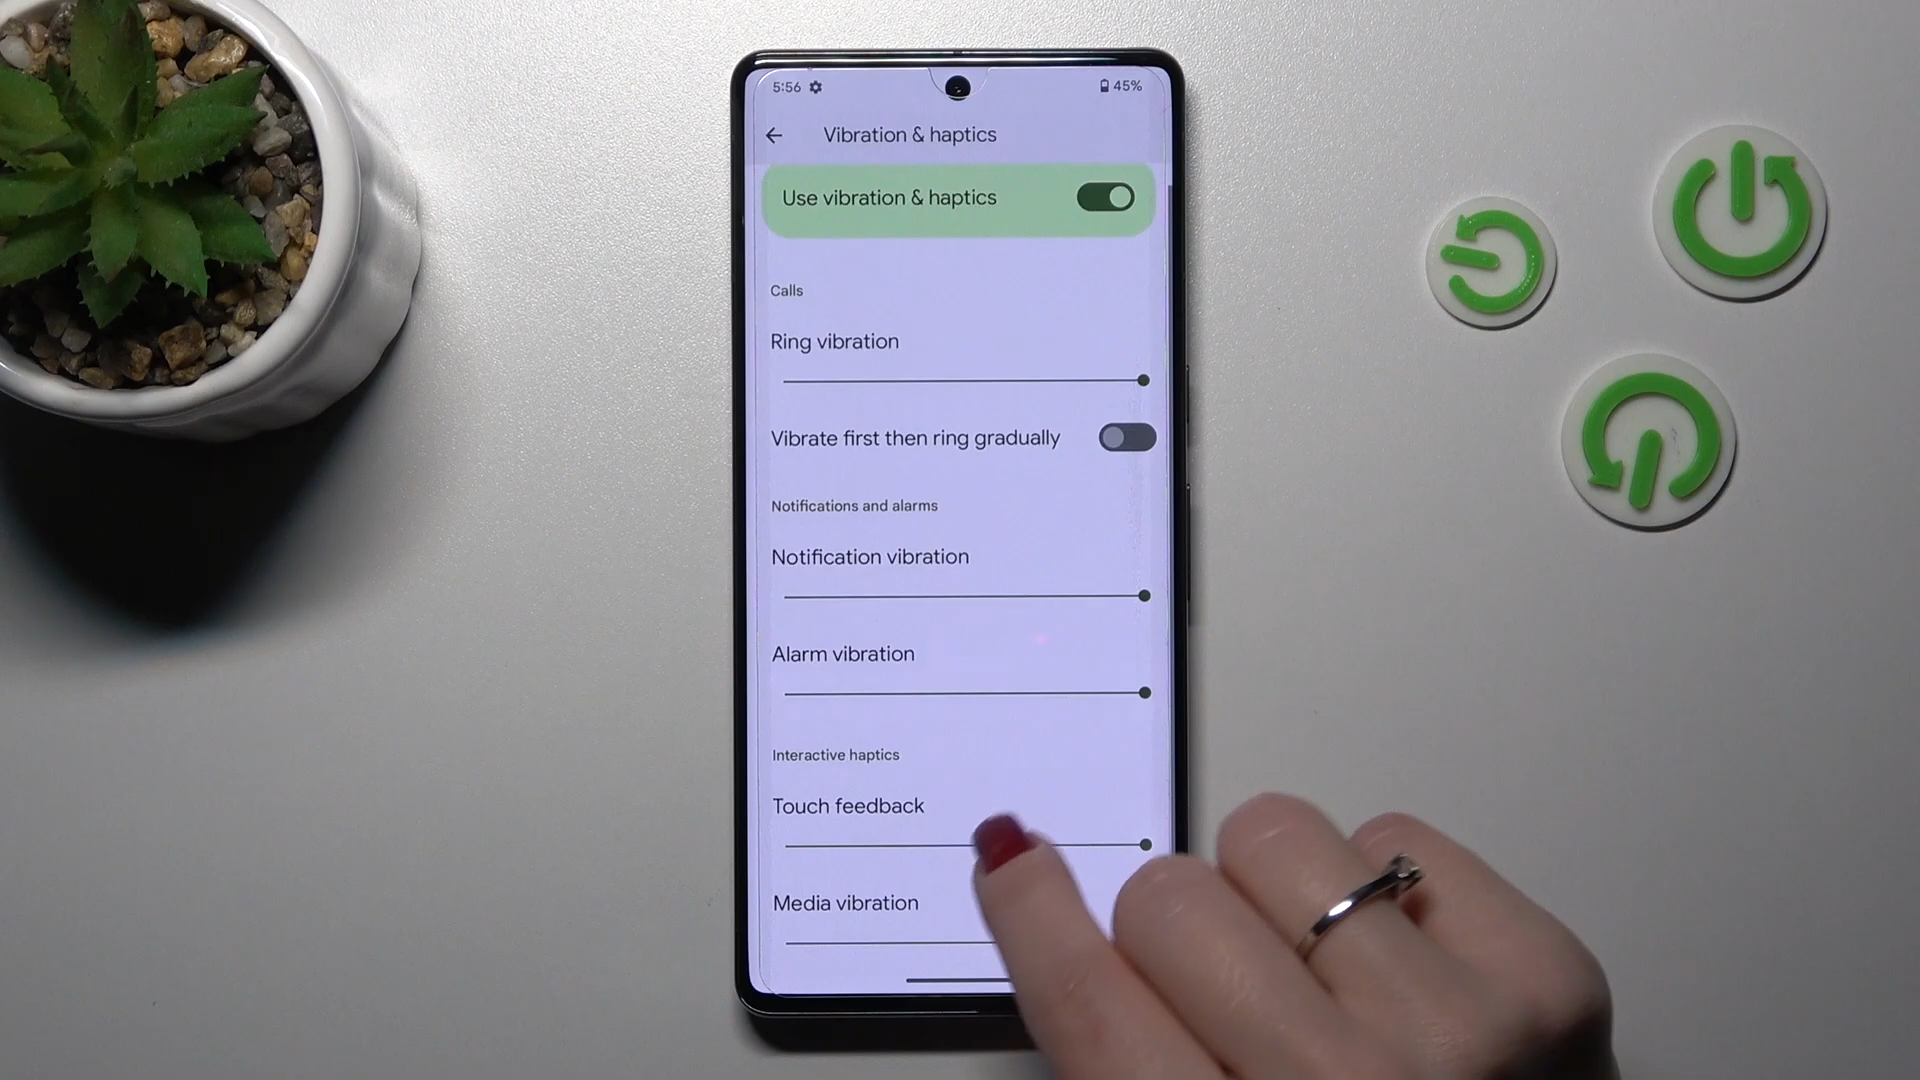 5:56 45%
Vibration & haptics
Use vibration & haptics
Calls
Ring vibration
Vibrate first then ring gradually
Notifications and alarms
Notification vibration
Alarm vibration
Interactive haptics
Touch feedback
Media vibration